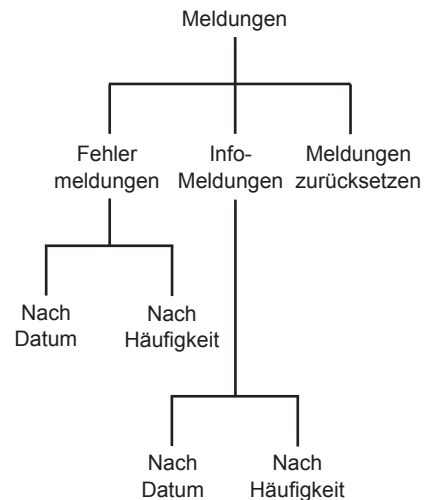 Meldungen
Fehler
meldungen
Info-
Meldungen
Meldungen
zurücksetzen
Nach
Datum
Nach
Häufigkeit
Nach
Datum
Nach
Häufigkeit